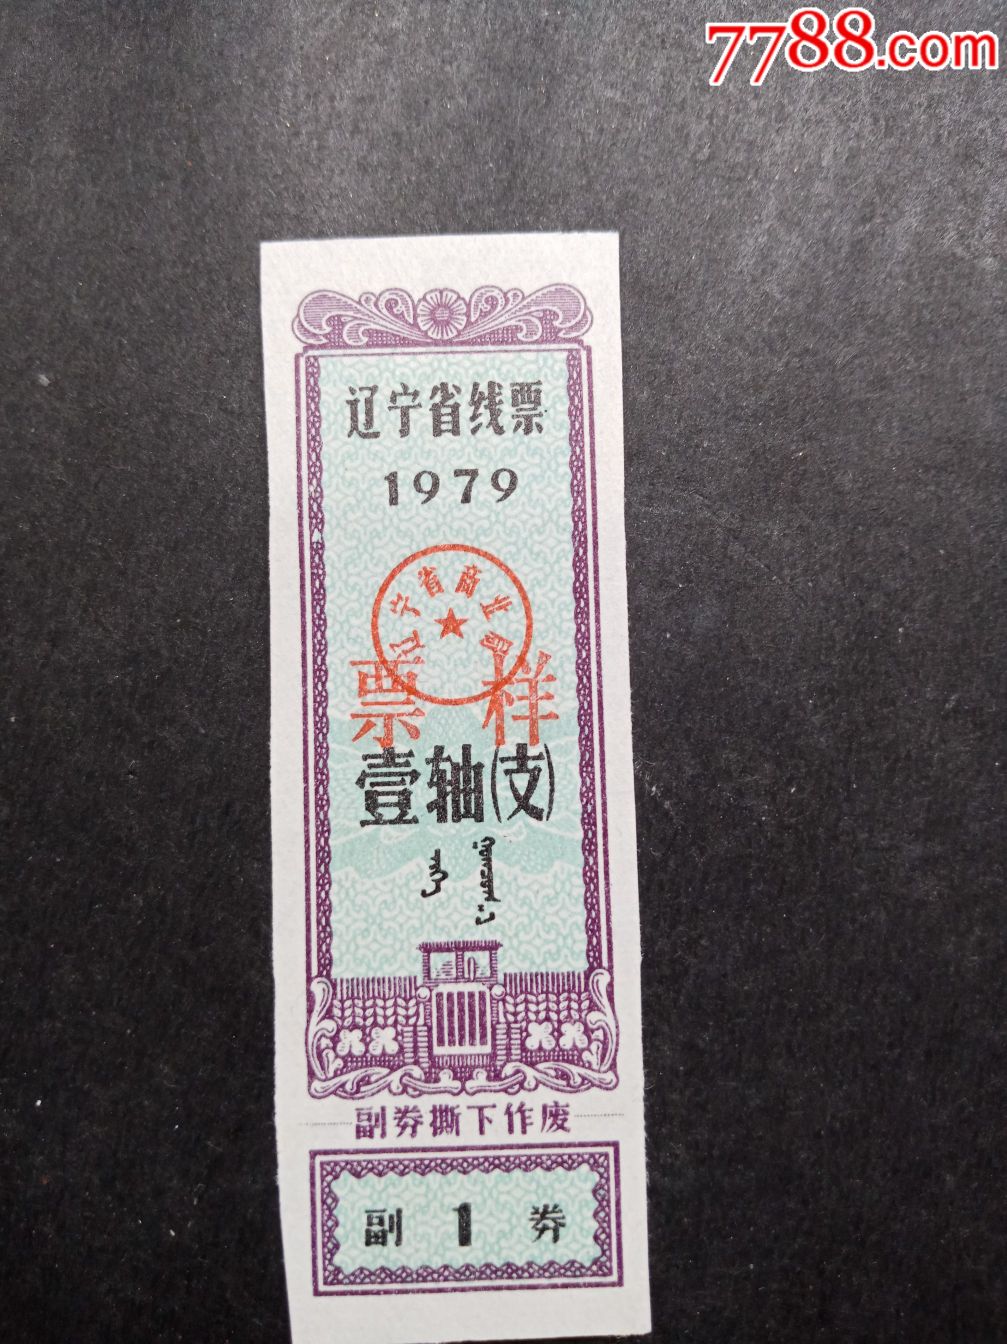 7788.com
辽宁省线票
1979
辽宁省商业局
票样
壹轴(支)
副券撕下作废
副 1 券